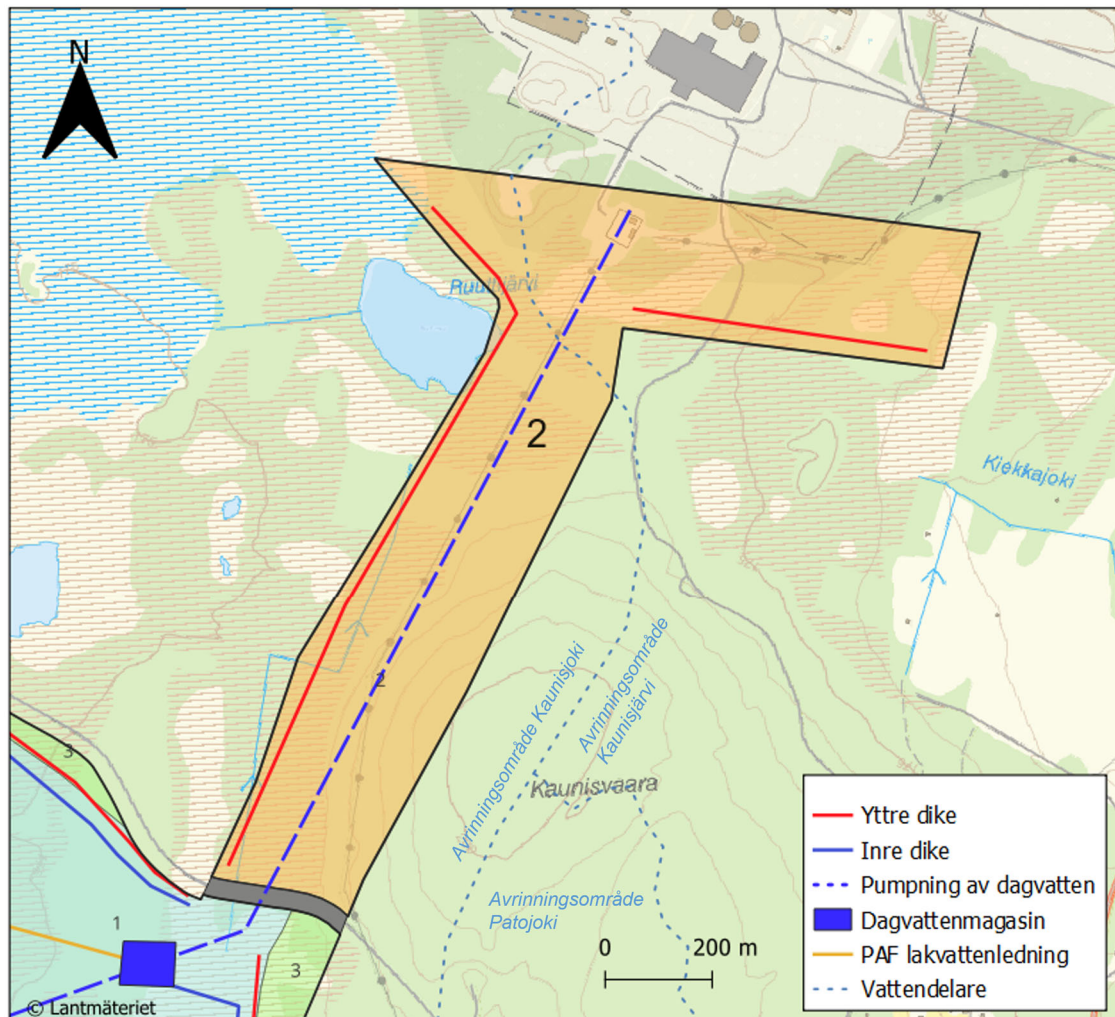 N
Ruultijärvi
2
Kiekkajoki
2
Avrinningsområde Kaunisjoki
Avrinningsområde
Kaunisjärvi
Kaunisvaara
3
Avrinningsområde
Patojoki
1
3
0 200 m
© Lantmäteriet
Yttre dike
Inre dike
Pumpning av dagvatten
Dagvattenmagasin
PAF lakvattenledning
Vattendelare